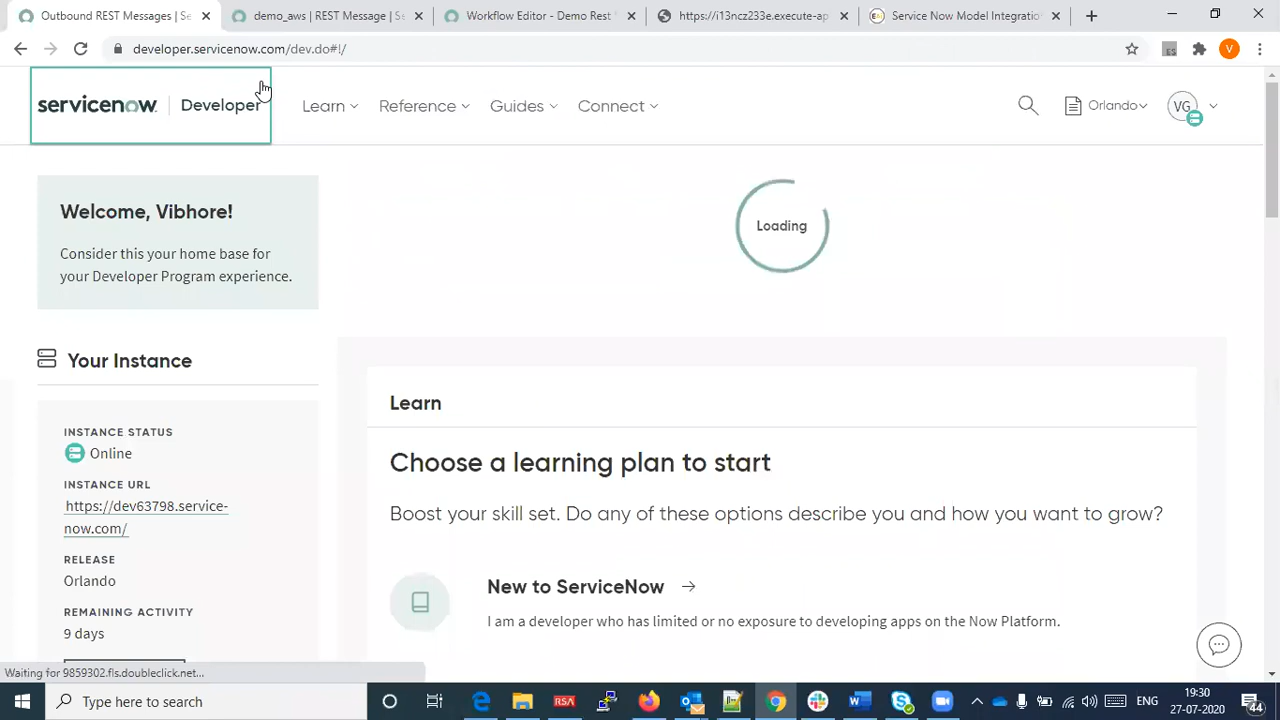 Outbound REST Messages | Se
demo_aws | REST Message | Se
Workflow Editor - Demo Rest
https://i13hcz233e.execute-ap
Service Now Model Integratio
developer.servicenow.com/dev.do#!/
servicenow Developer
Learn
Reference
Guides
Connect
Orlando
VG
Welcome, Vibhore!
Consider this your home base for
your Developer Program experience.
Your Instance
INSTANCE STATUS
Online
INSTANCE URL
https://dev63798.service-
now.com/
RELEASE
Orlando
REMAINING ACTIVITY
9 days
Loading
Learn
Choose a learning plan to start
Boost your skill set. Do any of these options describe you and how you want to grow?
New to ServiceNow
I am a developer who has limited or no exposure to developing apps on the Now Platform.
Waiting for 9859302.fls.doubleclick.net...
Type here to search
RSA
ENG
19:30
27-07-2020
44